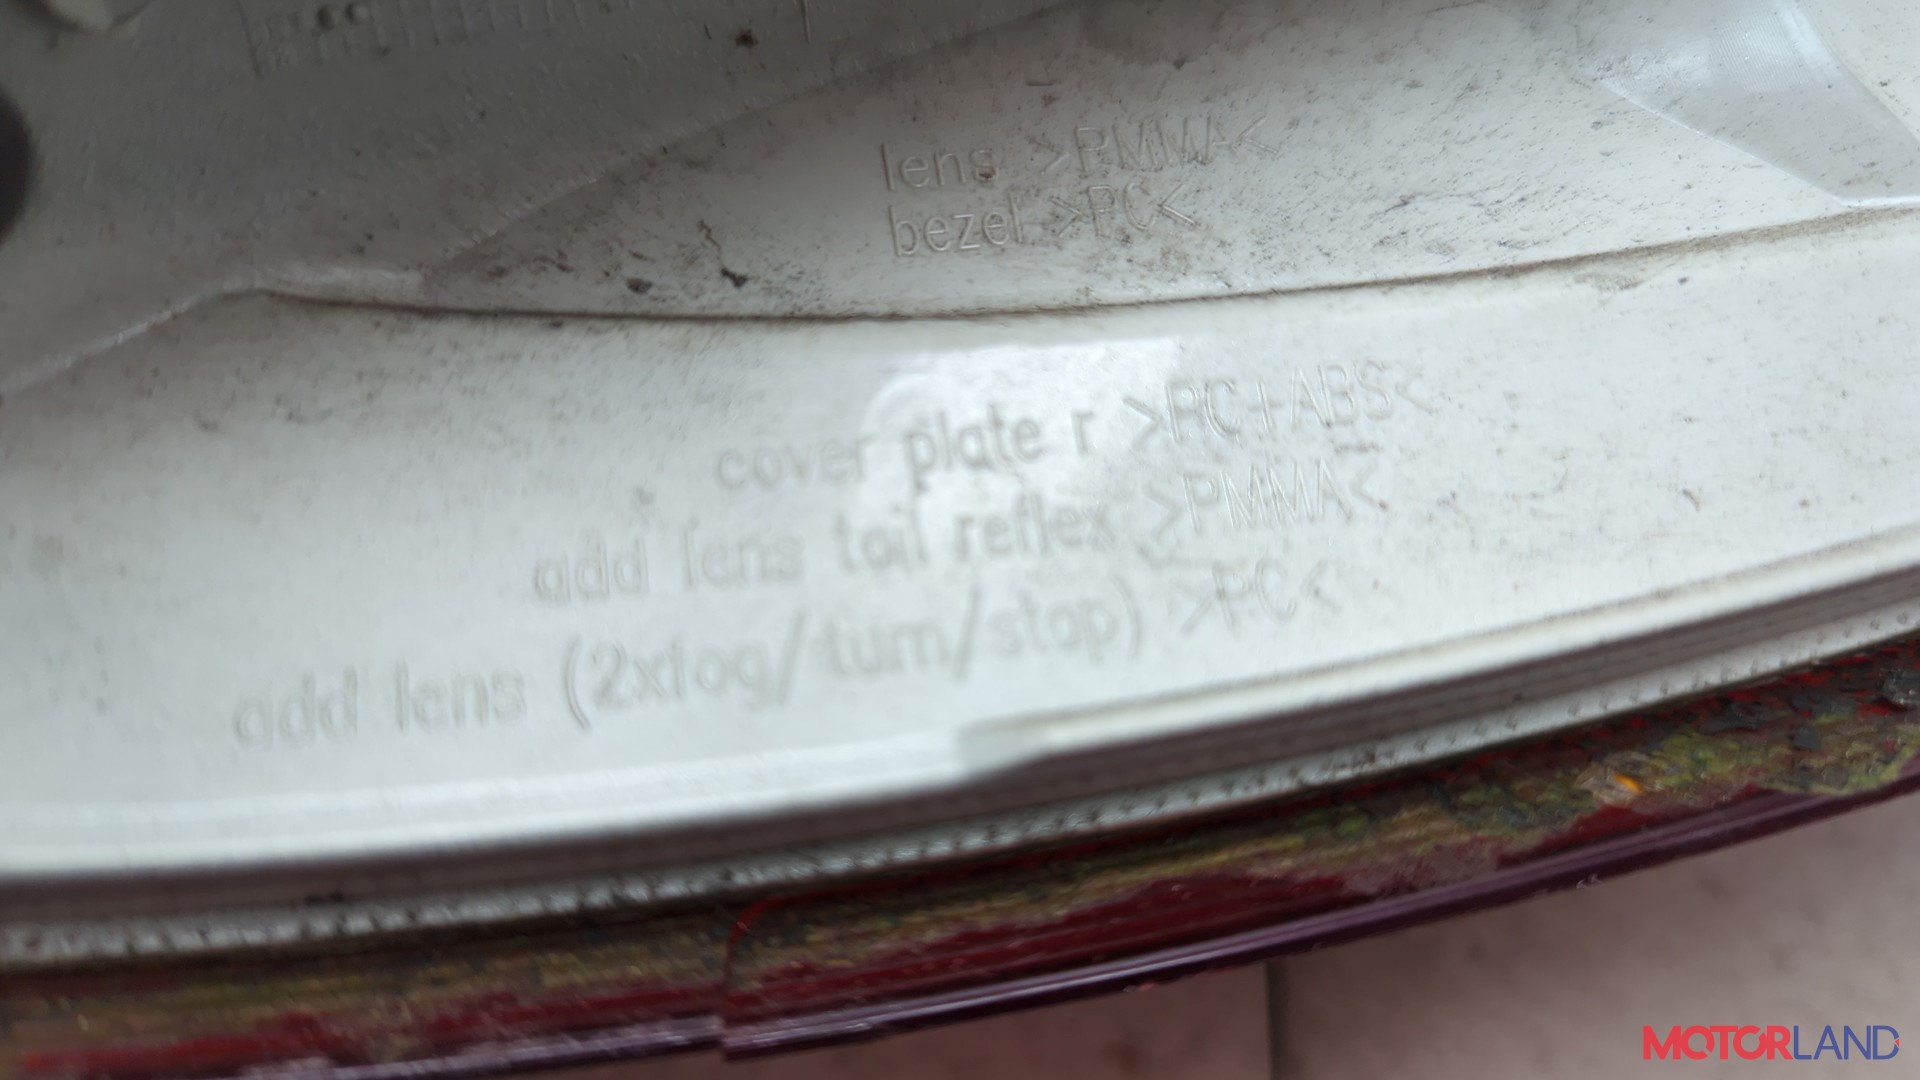 lens >PMMA<
bezel >PC<
cover plate r >PC+ABS<
add lens tail reflex >PMMA<
add lens (2xfog/turn/stop) >PC<
MOTORLAND